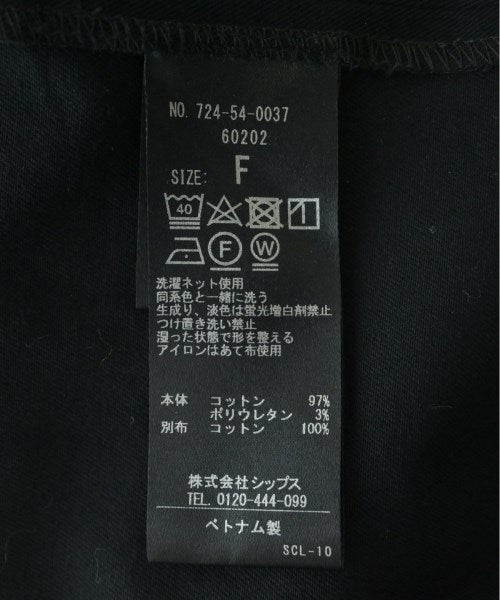 NO. 724-54-0037
60202
SIZE: F
40
F W
洗濯ネット使用
同系色と一緒に洗う
生成り、淡色は蛍光増白剤禁止
つけ置き洗い禁止
湿った状態で形を整える
アイロンはあて布使用
本体 コットン 97%
ポリウレタン 3%
別布 コットン 100%
株式会社シップス
TEL. 0120-444-099
ベトナム製
SCL-10